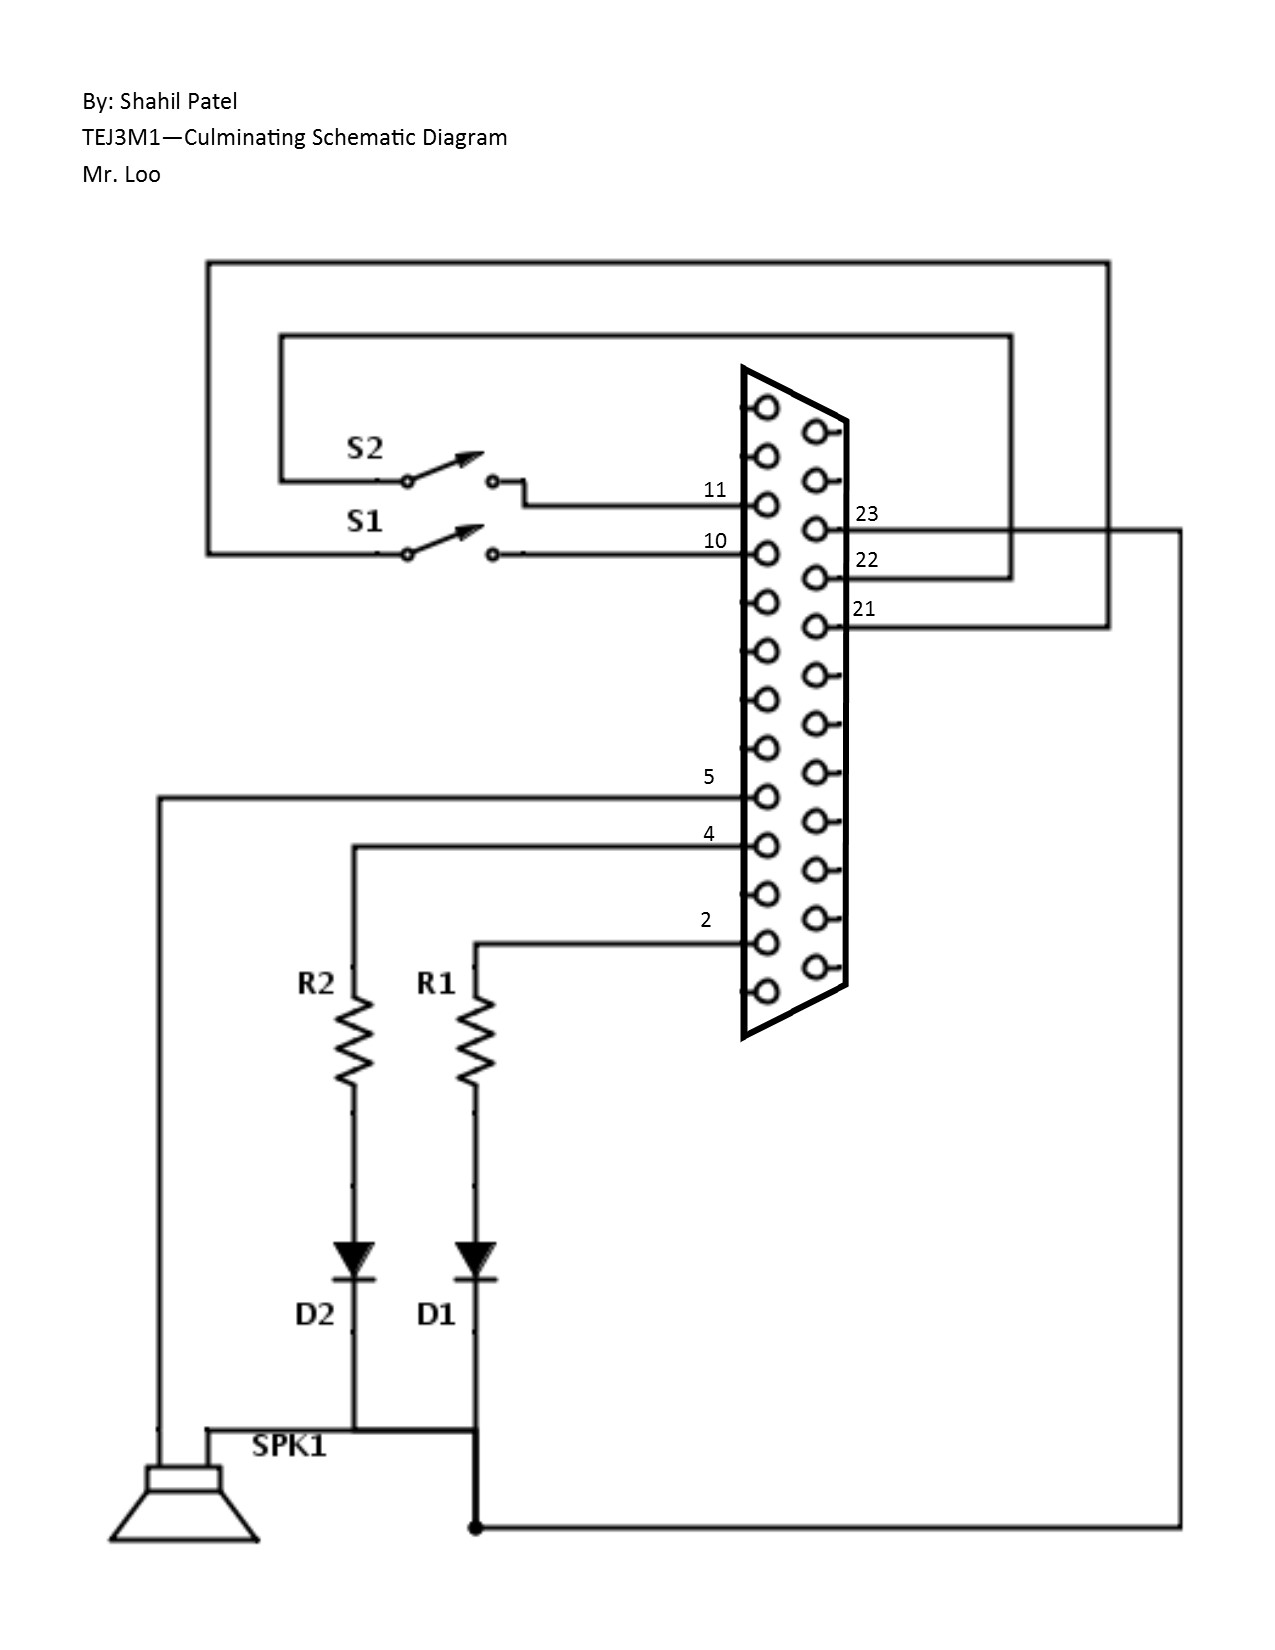 By: Shahil Patel
TEJ3M1—Culminating Schematic Diagram
Mr. Loo
S2
11
S1
10
23
22
21
5
4
2
R2
R1
D2
D1
SPK1